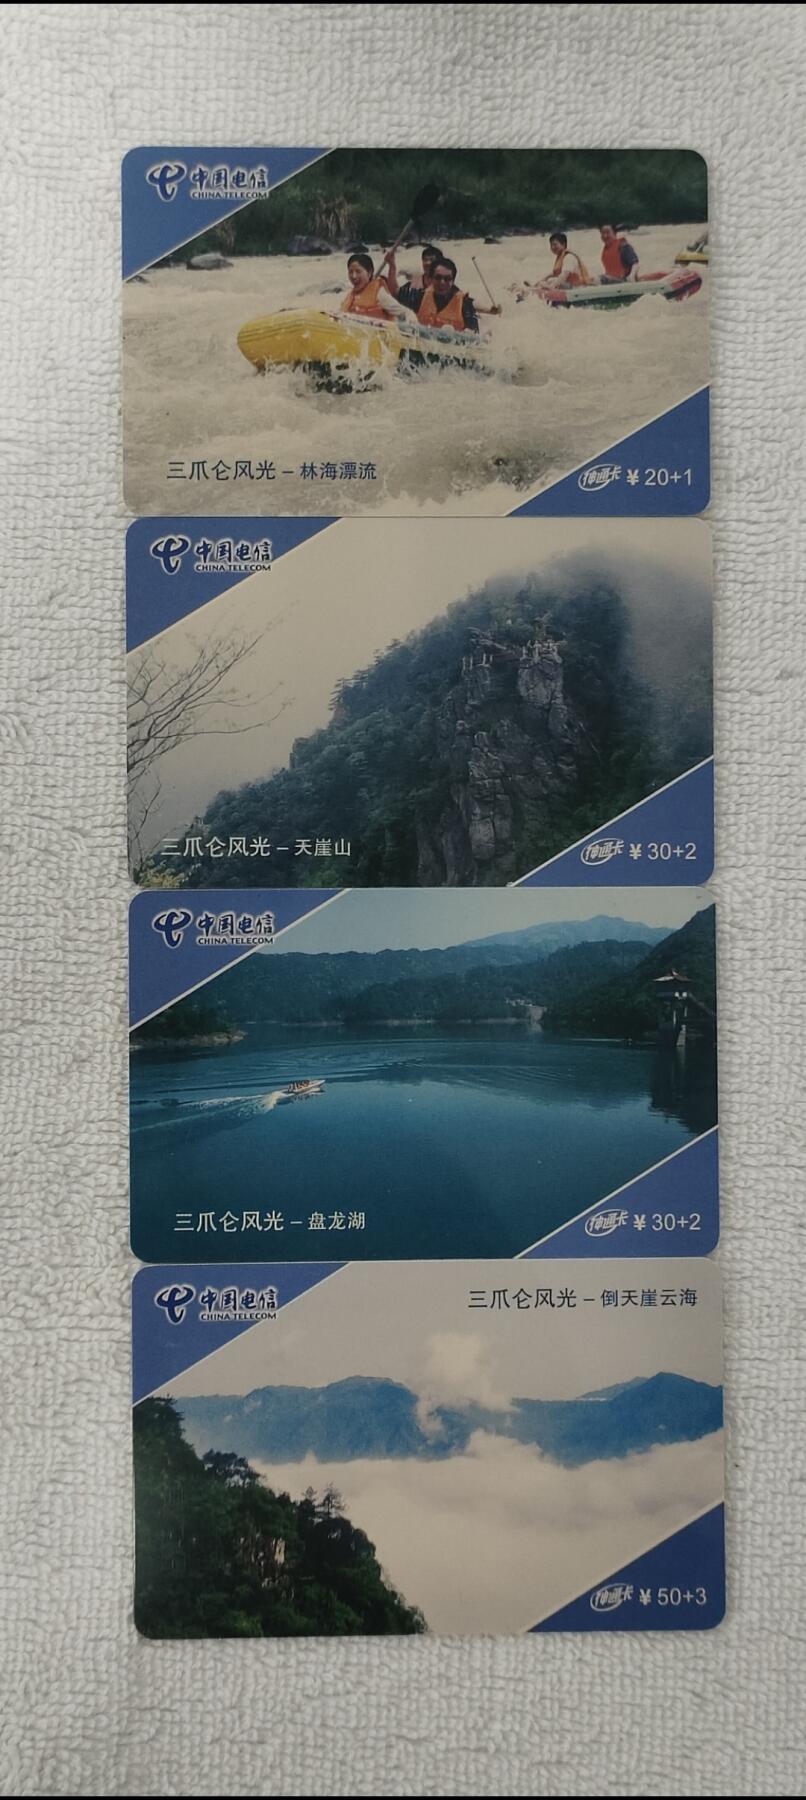 中国电信
CHINA TELECOM
三爪仑风光－林海漂流
神通卡 ¥ 20+1
中国电信
CHINA TELECOM
三爪仑风光－天崖山
神通卡 ¥ 30+2
中国电信
CHINA TELECOM
三爪仑风光－盘龙湖
神通卡 ¥ 30+2
中国电信
CHINA TELECOM
三爪仑风光－倒天崖云海
神通卡 ¥ 50+3